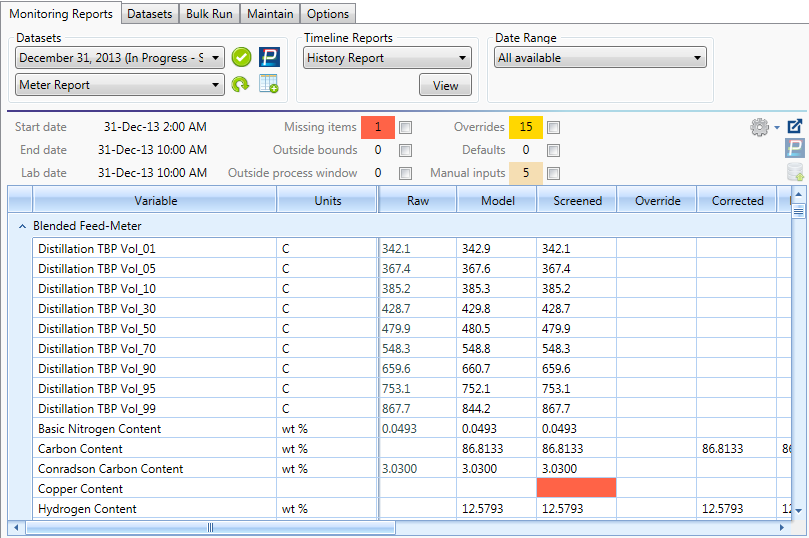 Monitoring Reports Datasets Bulk Run Maintain Options
Datasets Timeline Reports Date Range
December 31, 2013 (In Progress - S History Report All available
Meter Report View
Start date 31-Dec-13 2:00 AM Missing items 1 Overrides 15
End date 31-Dec-13 10:00 AM Outside bounds 0 Defaults 0
Lab date 31-Dec-13 10:00 AM Outside process window 0 Manual inputs 5
Variable Units Raw Model Screened Override Corrected
Blended Feed-Meter
Distillation TBP Vol_01 C 342.1 342.9 342.1
Distillation TBP Vol_05 C 367.4 367.6 367.4
Distillation TBP Vol_10 C 385.2 385.3 385.2
Distillation TBP Vol_30 C 428.7 429.8 428.7
Distillation TBP Vol_50 C 479.9 480.5 479.9
Distillation TBP Vol_70 C 548.3 548.8 548.3
Distillation TBP Vol_90 C 659.6 660.7 659.6
Distillation TBP Vol_95 C 753.1 752.1 753.1
Distillation TBP Vol_99 C 867.7 844.2 867.7
Basic Nitrogen Content wt % 0.0493 0.0493 0.0493
Carbon Content wt % 86.8133 86.8133 86.8133
Conradson Carbon Content wt % 3.0300 3.0300 3.0300
Copper Content
Hydrogen Content wt % 12.5793 12.5793 12.5793